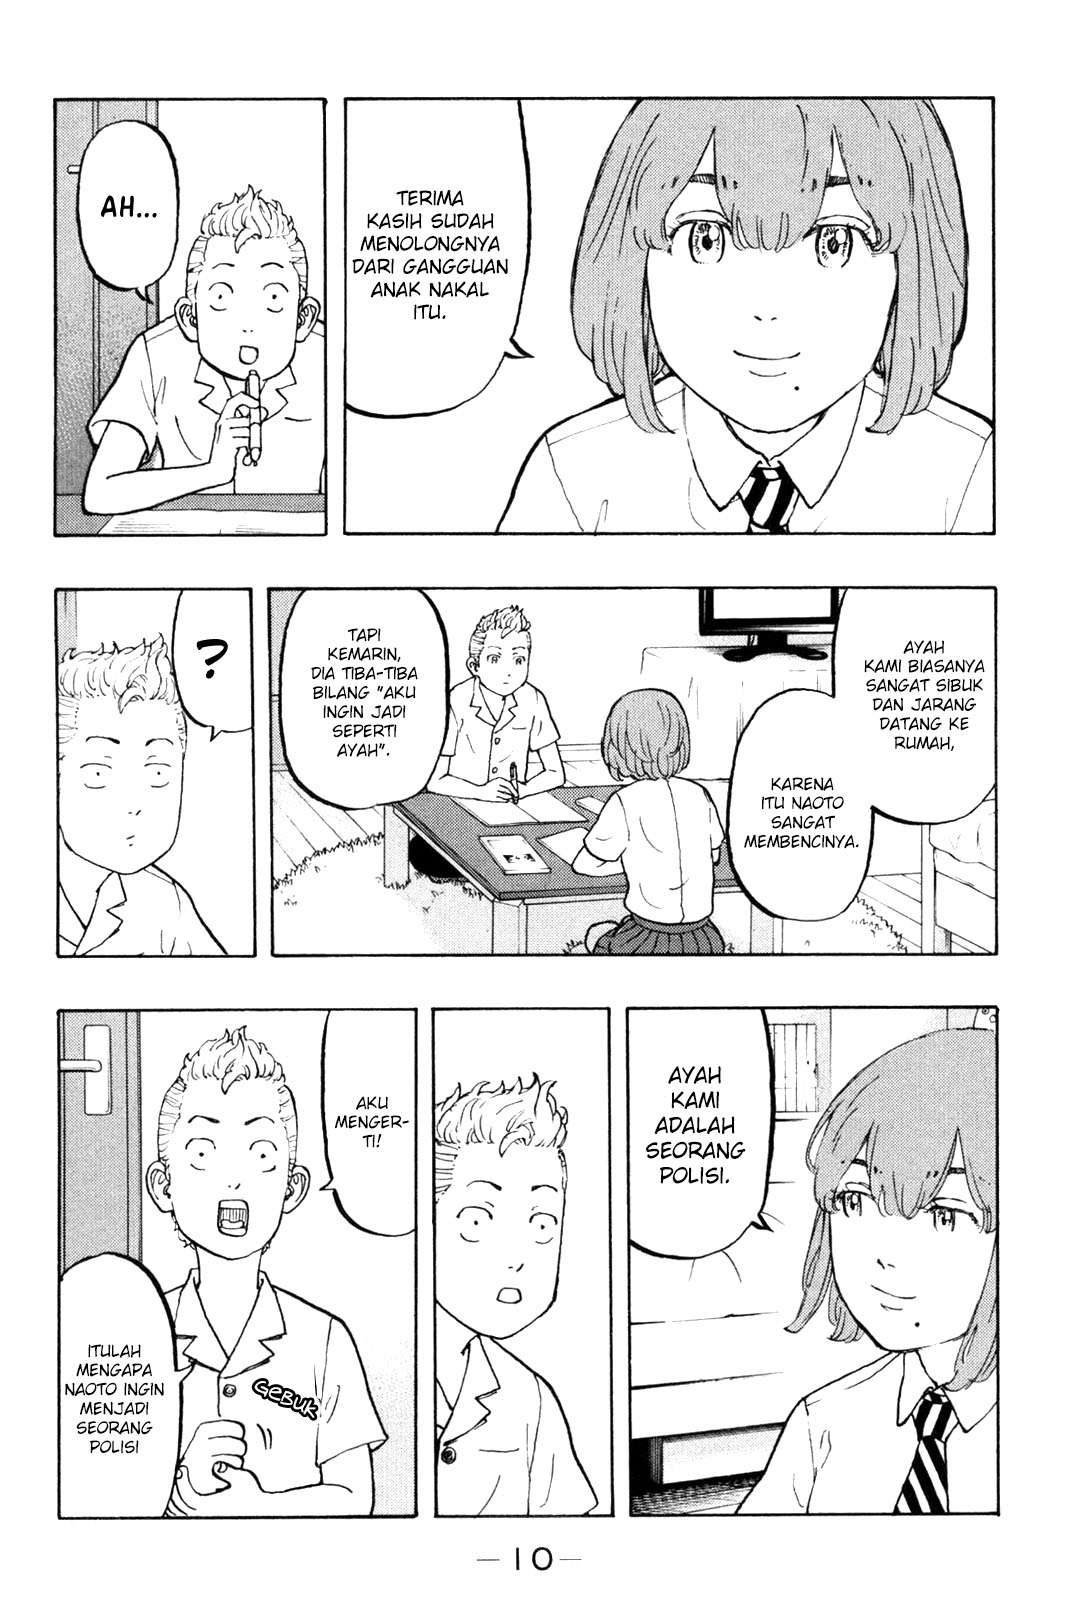 TERIMA
KASIH SUDAH
MENOLONGNYA
DARI GANGGUAN
ANAK NAKAL
ITU.
AH...
AYAH
KAMI BIASANYA
SANGAT SIBUK
DAN JARANG
DATANG KE
RUMAH,
KARENA
ITU NAOTO
SANGAT
MEMBENCINYA.
TAPI
KEMARIN,
DIA TIBA-TIBA
BILANG "AKU
INGIN JADI
SEPERTI
AYAH".
?
AYAH
KAMI
ADALAH
SEORANG
POLISI.
AKU
MENGER-
TI!
ITULAH
MENGAPA
NAOTO INGIN
MENJADI
SEORANG
POLISI
GEBUK
—10—